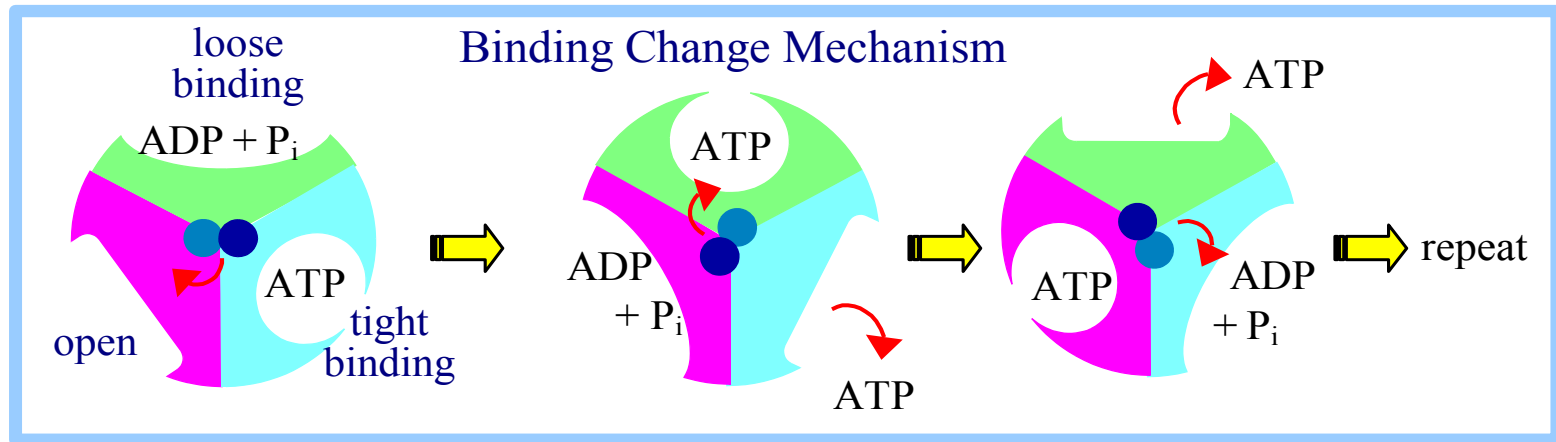 Binding Change Mechanism
loose
binding
ADP + Pi
ATP
open
tight
binding
ATP
ADP
+ Pi
ATP
ATP
ATP
ADP
+ Pi
repeat